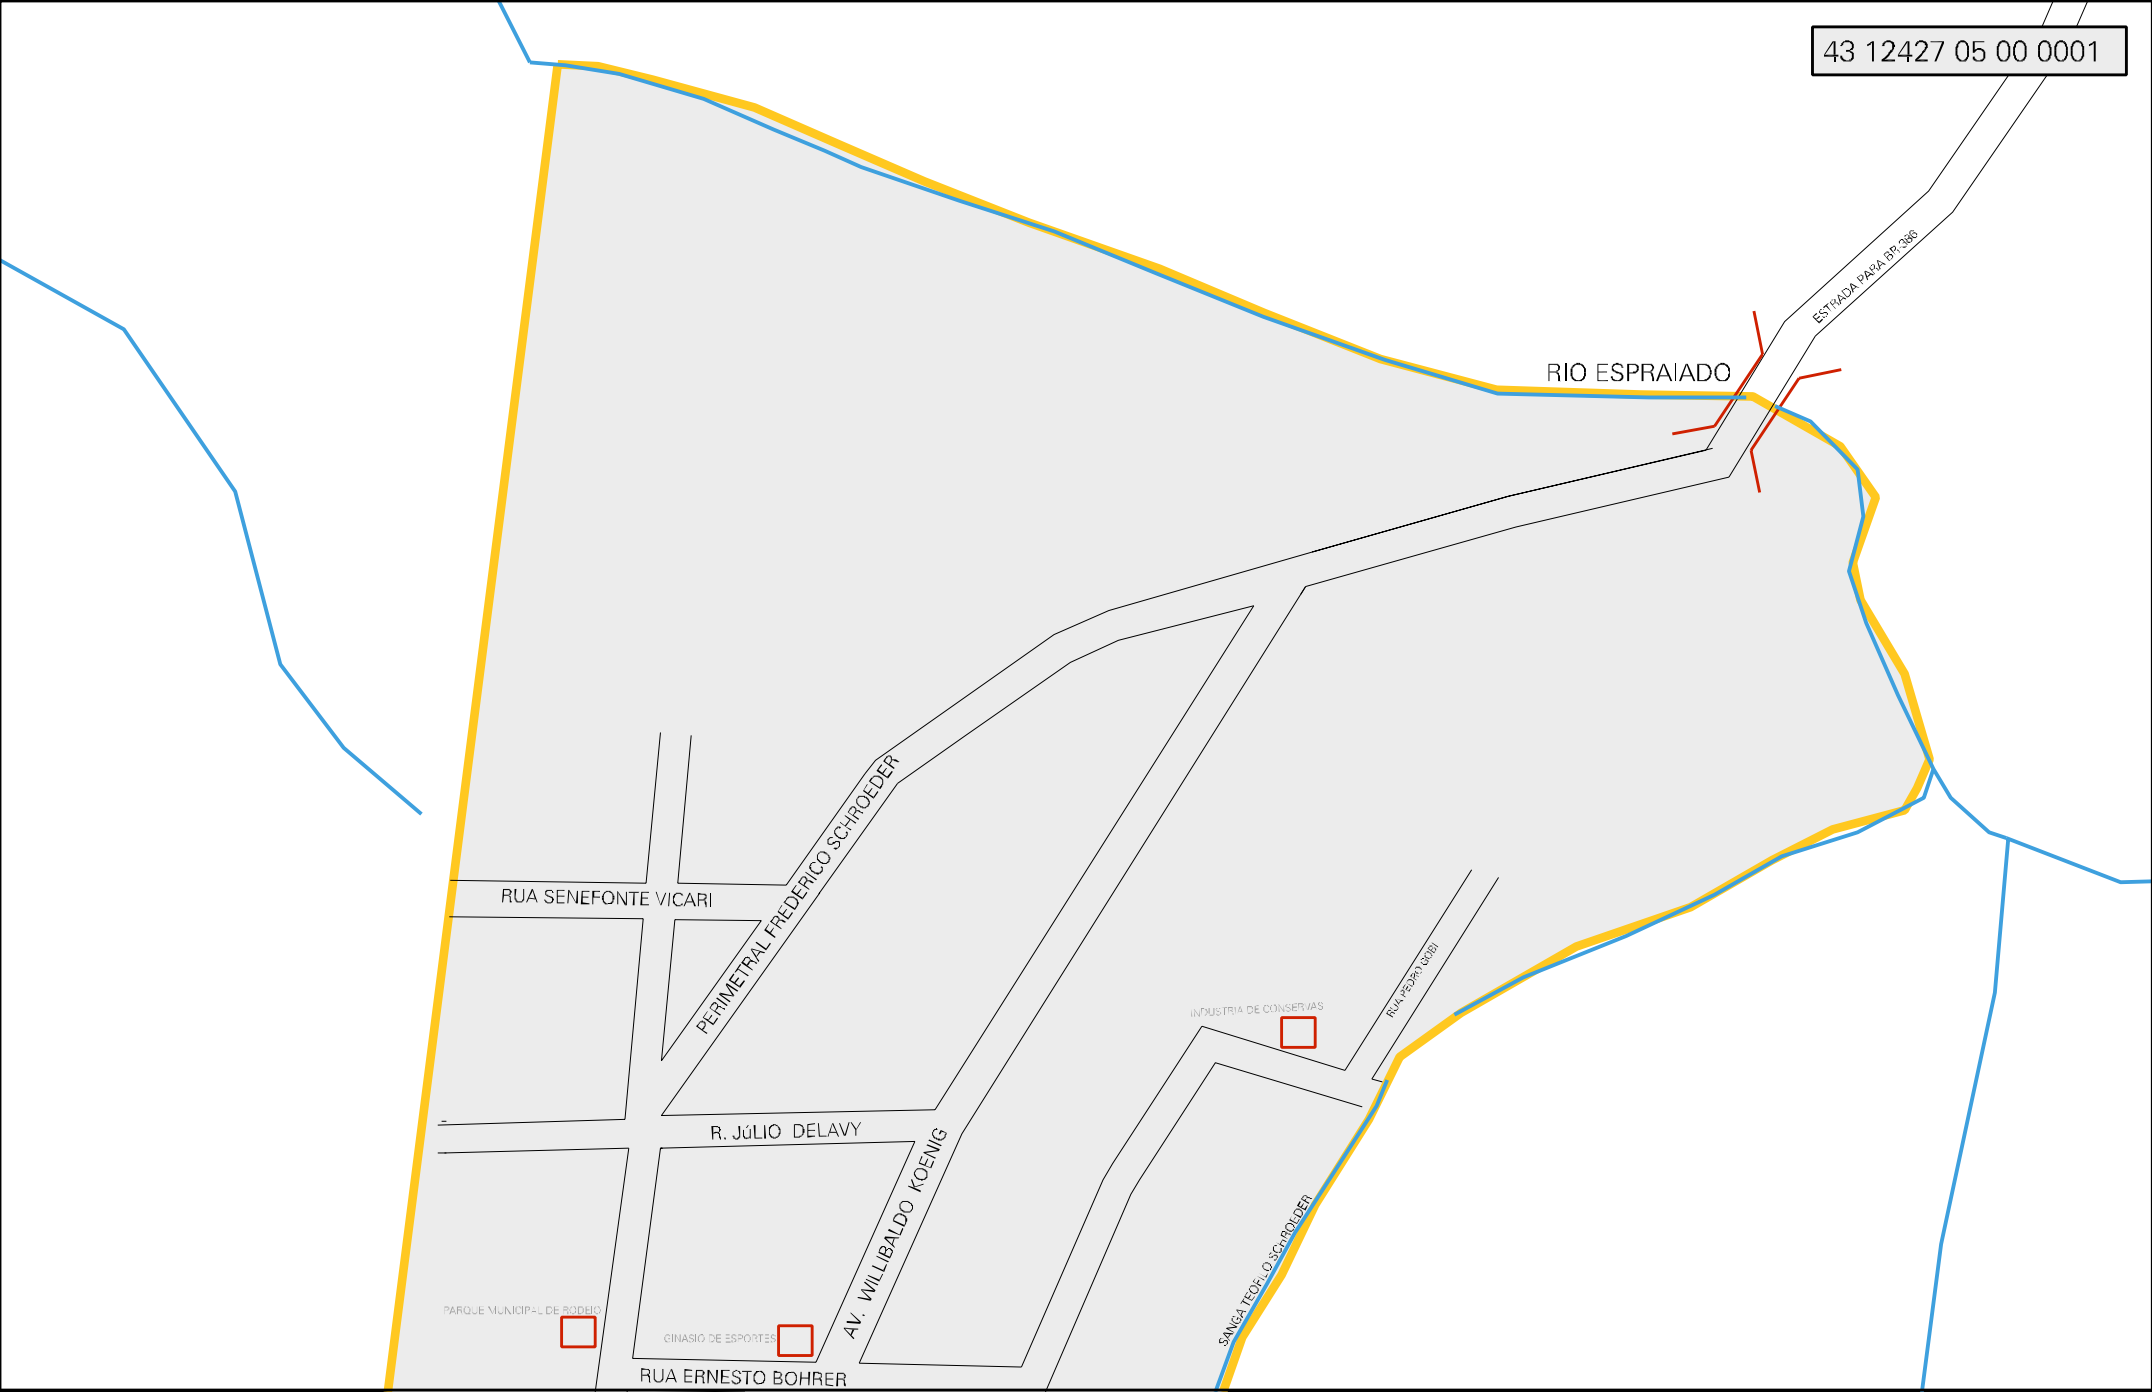 43 12427 05 00 0001
ESTRADA PARA BR-386
RIO ESPRAIADO
PERIMETRAL FREDERICO SCHROEDER
RUA SENEFONTE VICARI
RUA PEDRO GOBI
INDUSTRIA DE CONSERVAS
R. JúLIO DELAVY
AV. WILLIBALDO KOENIG
SANGA TEOFILO SCHROEDER
PARQUE MUNICIPAL DE RODEIO
GINASIO DE ESPORTES
RUA ERNESTO BOHRER